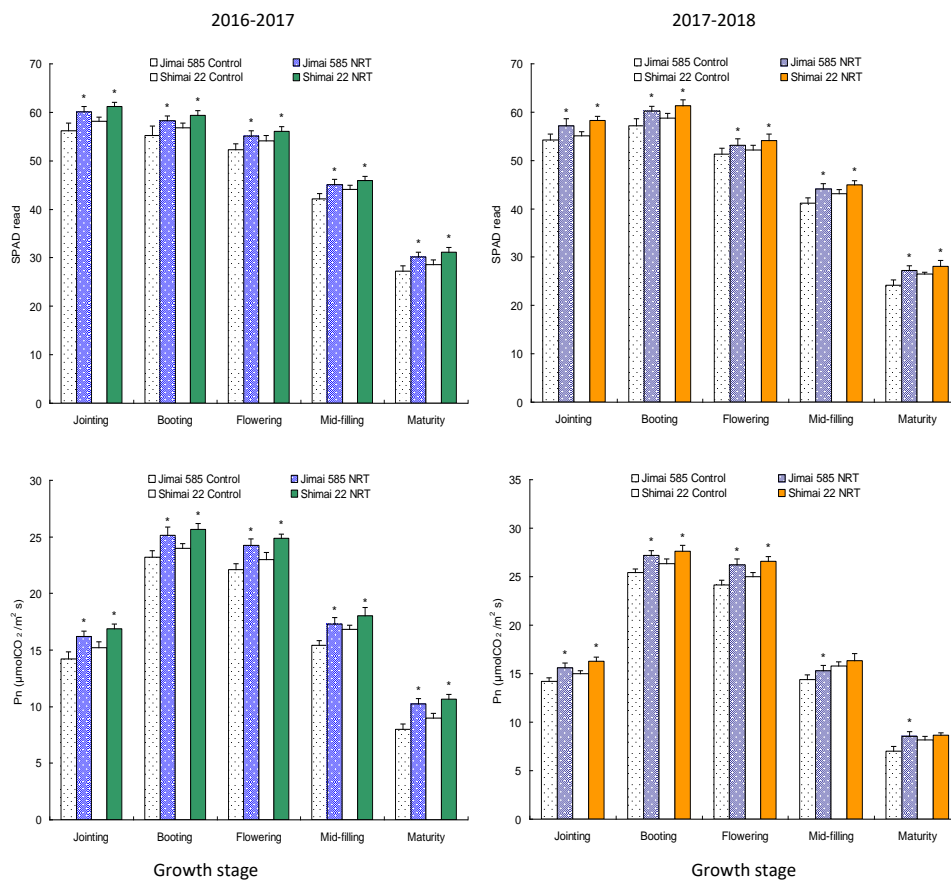 2016-2017
2017-2018
Jimai 585 Control Jimai 585 NRT
Shimai 22 Control Shimai 22 NRT
70
60
50
40
30
20
10
0
SPAD read
* * * * * * * * * *
Jointing Booting Flowering Mid-filling Maturity
Jimai 585 Control Jimai 585 NRT
Shimai 22 Control Shimai 22 NRT
70
60
50
40
30
20
10
0
SPAD read
* * * * * * * * * *
Jointing Booting Flowering Mid-filling Maturity
Jimai 585 Control Jimai 585 NRT
Shimai 22 Control Shimai 22 NRT
30
25
20
15
10
5
0
Pn (μmolCO₂ /m² s)
* * * * * * * * * *
Jointing Booting Flowering Mid-filling Maturity
Growth stage
Jimai 585 Control Jimai 585 NRT
Shimai 22 Control Shimai 22 NRT
35
30
25
20
15
10
5
0
Pn (μmolCO₂ /m² s)
* * * * * * * *
Jointing Booting Flowering Mid-filling Maturity
Growth stage